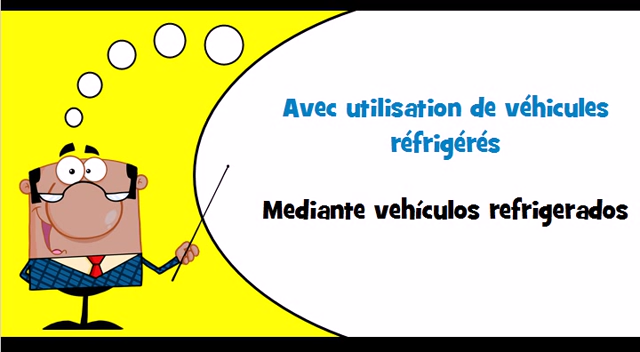 Avec utilisation de véhicules
réfrigérés
Mediante vehículos refrigerados